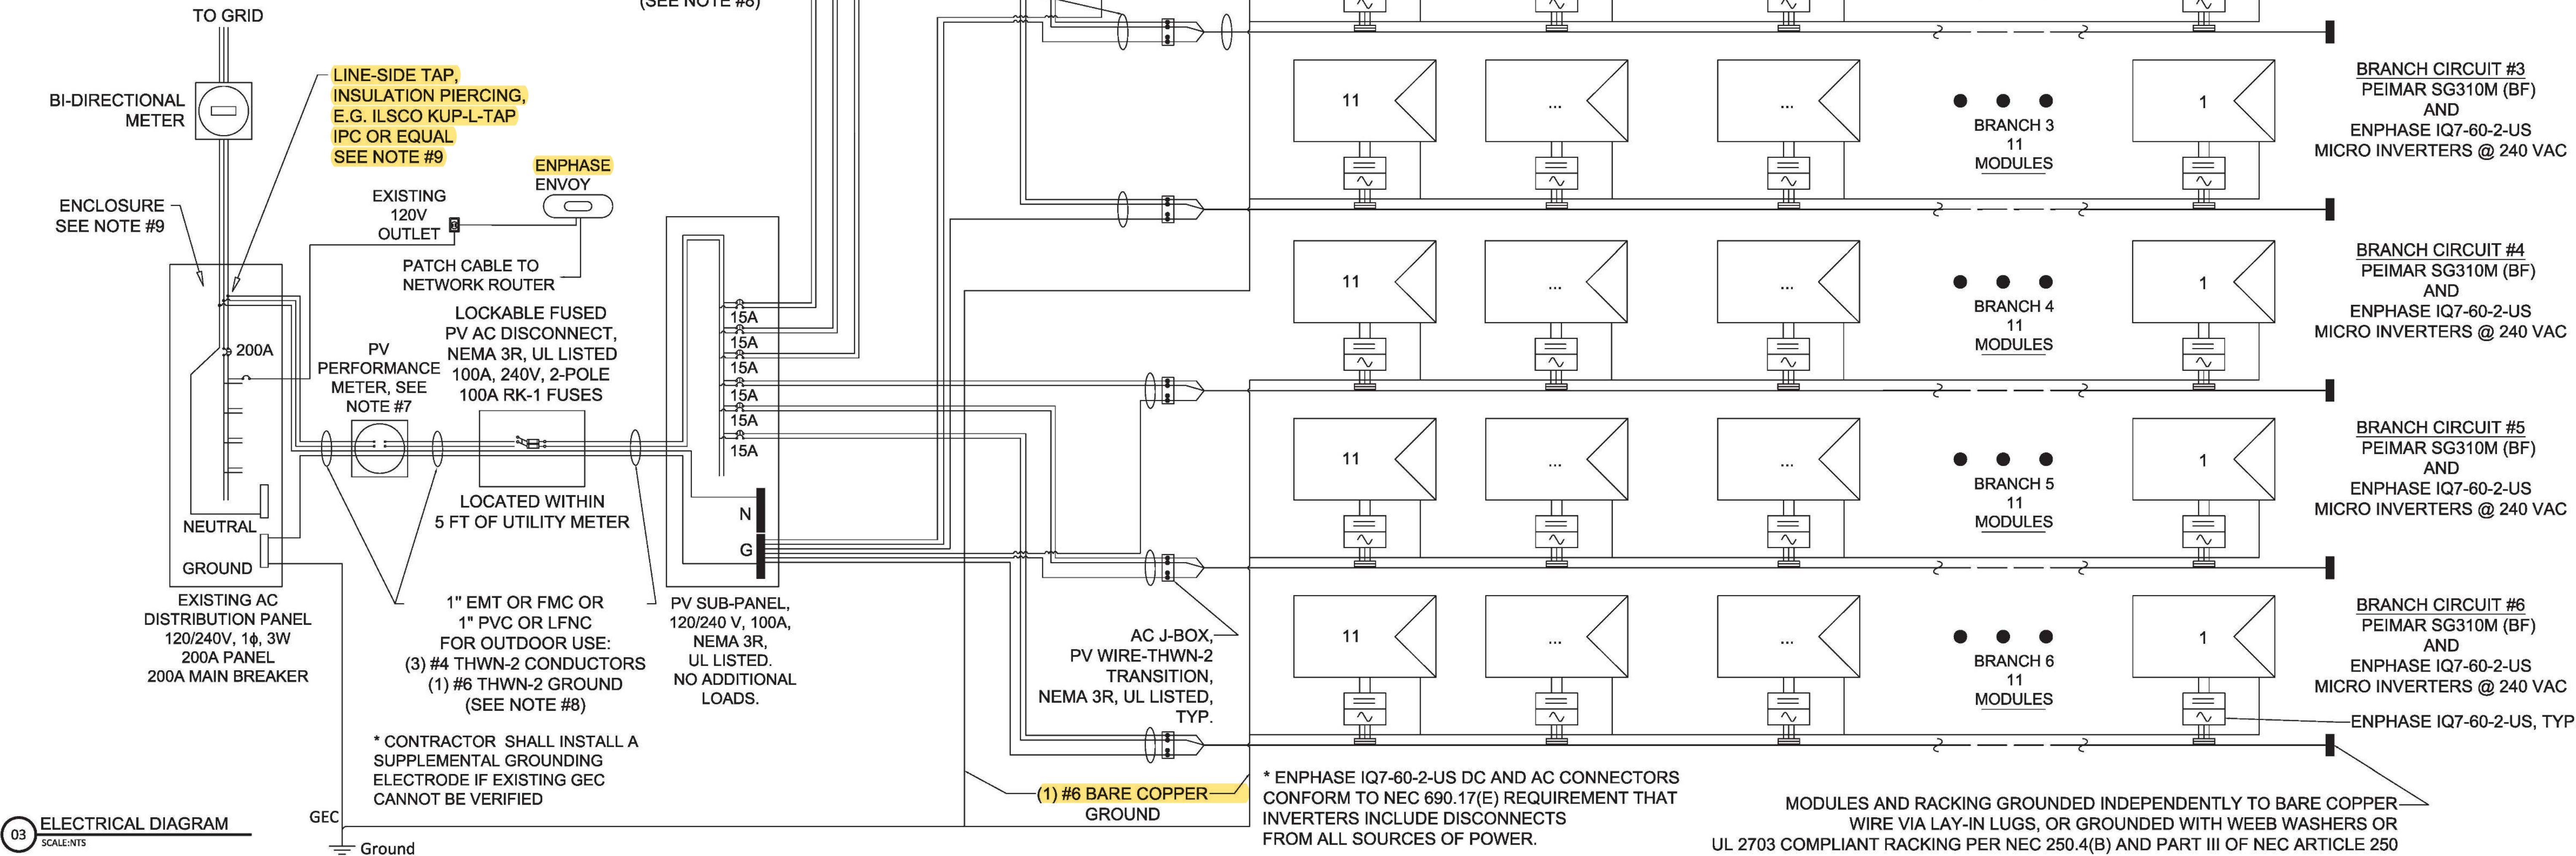 (SEE NOTE #8)
TO GRID
BI-DIRECTIONAL
METER
LINE-SIDE TAP,
INSULATION PIERCING,
E.G. ILSCO KUP-L-TAP
IPC OR EQUAL
SEE NOTE #9
ENCLOSURE
SEE NOTE #9
EXISTING
120V
OUTLET
ENPHASE
ENVOY
PATCH CABLE TO
NETWORK ROUTER
200A
PV
PERFORMANCE
METER, SEE
NOTE #7
LOCKABLE FUSED
PV AC DISCONNECT,
NEMA 3R, UL LISTED
100A, 240V, 2-POLE
100A RK-1 FUSES
LOCATED WITHIN
5 FT OF UTILITY METER
15A
15A
15A
15A
15A
15A
N
G
NEUTRAL
GROUND
EXISTING AC
DISTRIBUTION PANEL
120/240V, 1ϕ, 3W
200A PANEL
200A MAIN BREAKER
1" EMT OR FMC OR
1" PVC OR LFNC
FOR OUTDOOR USE:
(3) #4 THWN-2 CONDUCTORS
(1) #6 THWN-2 GROUND
(SEE NOTE #8)
PV SUB-PANEL,
120/240 V, 100A,
NEMA 3R,
UL LISTED.
NO ADDITIONAL
LOADS.
AC J-BOX,
PV WIRE-THWN-2
TRANSITION,
NEMA 3R, UL LISTED,
TYP.
* CONTRACTOR SHALL INSTALL A
SUPPLEMENTAL GROUNDING
ELECTRODE IF EXISTING GEC
CANNOT BE VERIFIED
GEC
Ground
(1) #6 BARE COPPER
GROUND
11
...
...
BRANCH 3
11
MODULES
1
BRANCH CIRCUIT #3
PEIMAR SG310M (BF)
AND
ENPHASE IQ7-60-2-US
MICRO INVERTERS @ 240 VAC
11
...
...
BRANCH 4
11
MODULES
1
BRANCH CIRCUIT #4
PEIMAR SG310M (BF)
AND
ENPHASE IQ7-60-2-US
MICRO INVERTERS @ 240 VAC
11
...
...
BRANCH 5
11
MODULES
1
BRANCH CIRCUIT #5
PEIMAR SG310M (BF)
AND
ENPHASE IQ7-60-2-US
MICRO INVERTERS @ 240 VAC
11
...
...
BRANCH 6
11
MODULES
1
BRANCH CIRCUIT #6
PEIMAR SG310M (BF)
AND
ENPHASE IQ7-60-2-US
MICRO INVERTERS @ 240 VAC
ENPHASE IQ7-60-2-US, TYP
* ENPHASE IQ7-60-2-US DC AND AC CONNECTORS
CONFORM TO NEC 690.17(E) REQUIREMENT THAT
INVERTERS INCLUDE DISCONNECTS
FROM ALL SOURCES OF POWER.
MODULES AND RACKING GROUNDED INDEPENDENTLY TO BARE COPPER
WIRE VIA LAY-IN LUGS, OR GROUNDED WITH WEEB WASHERS OR
UL 2703 COMPLIANT RACKING PER NEC 250.4(B) AND PART III OF NEC ARTICLE 250
03
ELECTRICAL DIAGRAM
SCALE:NTS